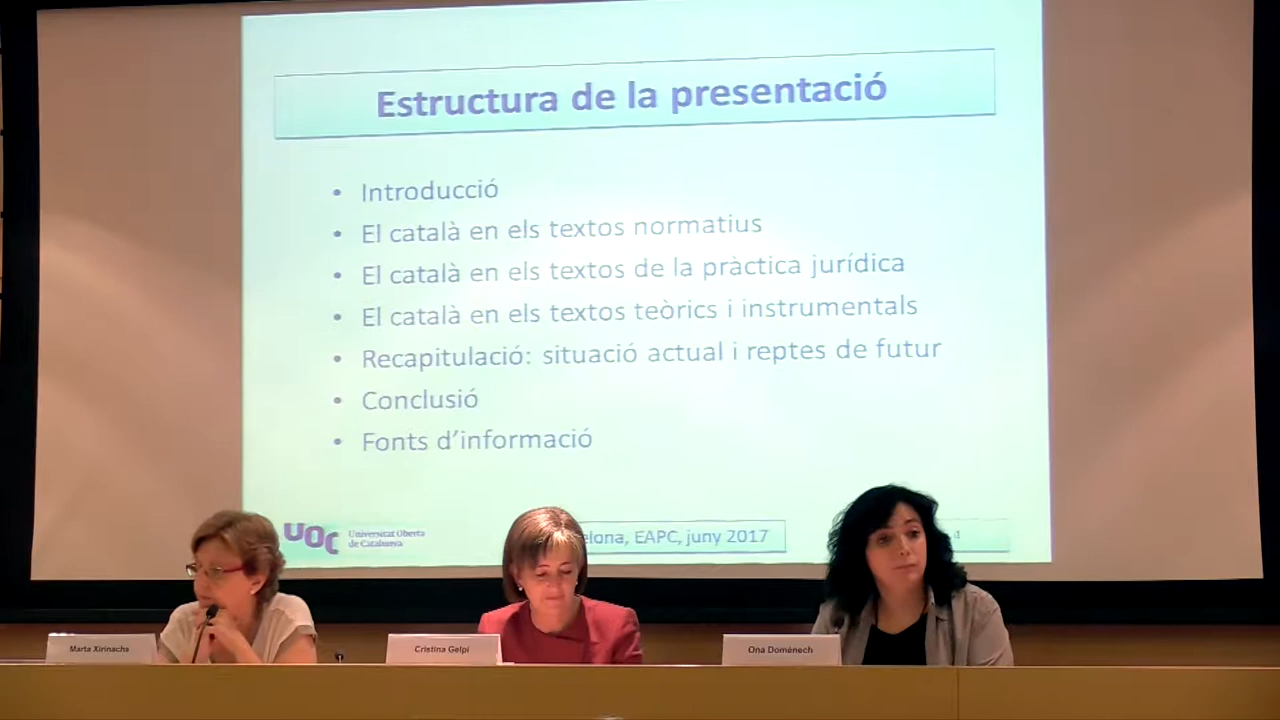 Estructura de la presentació
• Introducció
• El català en els textos normatius
• El català en els textos de la pràctica jurídica
• El català en els textos teòrics i instrumentals
• Recapitulació: situació actual i reptes de futur
• Conclusió
• Fonts d’informació
UOC
Universitat Oberta
de Catalunya
elona, EAPC, juny 2017
Marta Xirinachs
Cristina Gelpí
Ona Domènech